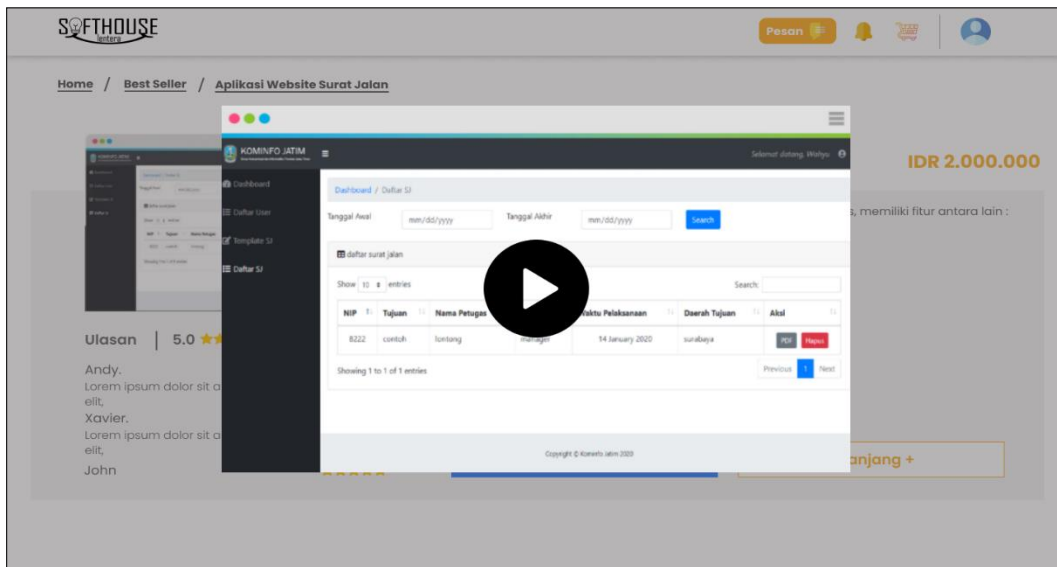 SOFTHOUSE
lentera
Pesan
Home / Best Seller / Aplikasi Website Surat Jalan
IDR 2.000.000
s, memiliki fitur antara lain :
KOMINFO JATIM
Selamat datang, Wahyu
Dashboard
Daftar User
Template SJ
Daftar SJ
Dashboard / Daftar SJ
Tanggal Awal mm/dd/yyyy Tanggal Akhir mm/dd/yyyy Search
daftar surat jalan
Show 10 entries Search:
NIP Tujuan Nama Petugas Waktu Pelaksanaan Daerah Tujuan Aksi
8222 contoh lontong manager 14 January 2020 surabaya PDF Hapus
Showing 1 to 1 of 1 entries Previous 1 Next
Copyright © Kominfo Jatim 2020
Ulasan | 5.0
Andy.
Lorem ipsum dolor sit a
elit,
Xavier.
Lorem ipsum dolor sit a
elit,
John
anjang +